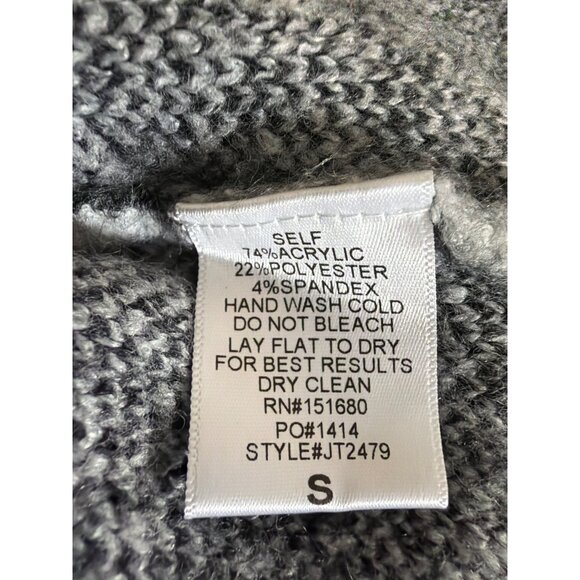 SELF
74%ACRYLIC
22%POLYESTER
4%SPANDEX
HAND WASH COLD
DO NOT BLEACH
LAY FLAT TO DRY
FOR BEST RESULTS
DRY CLEAN
RN#151680
PO#1414
STYLE#JT2479
S